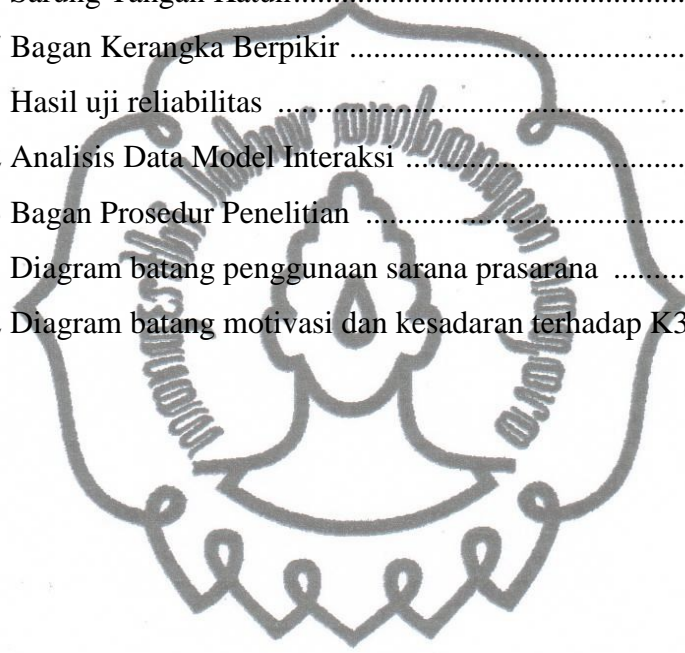 Sarung Tangan Katun................................................
Bagan Kerangka Berpikir ................................................
Hasil uji reliabilitas ................................................
Analisis Data Model Interaksi ................................................
Bagan Prosedur Penelitian ................................................
Diagram batang penggunaan sarana prasarana .........
Diagram batang motivasi dan kesadaran terhadap K3